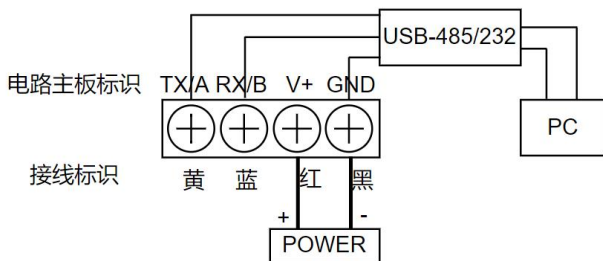 USB-485/232
电路主板标识 TX/A RX/B V+ GND
PC
接线标识 黄 蓝 红 黑
+ -
POWER